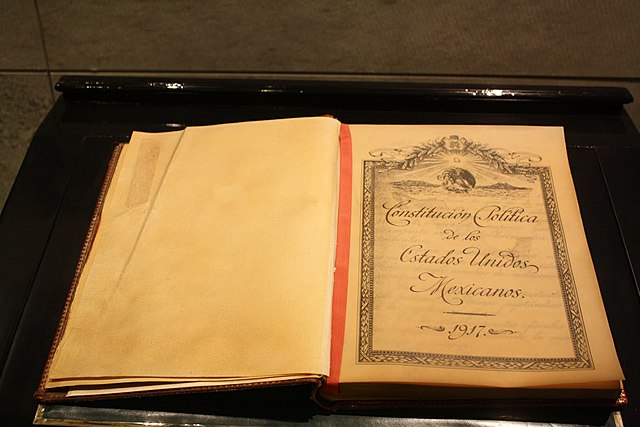 Constitución Política
de los
Estados Unidos
Mexicanos.
1917.